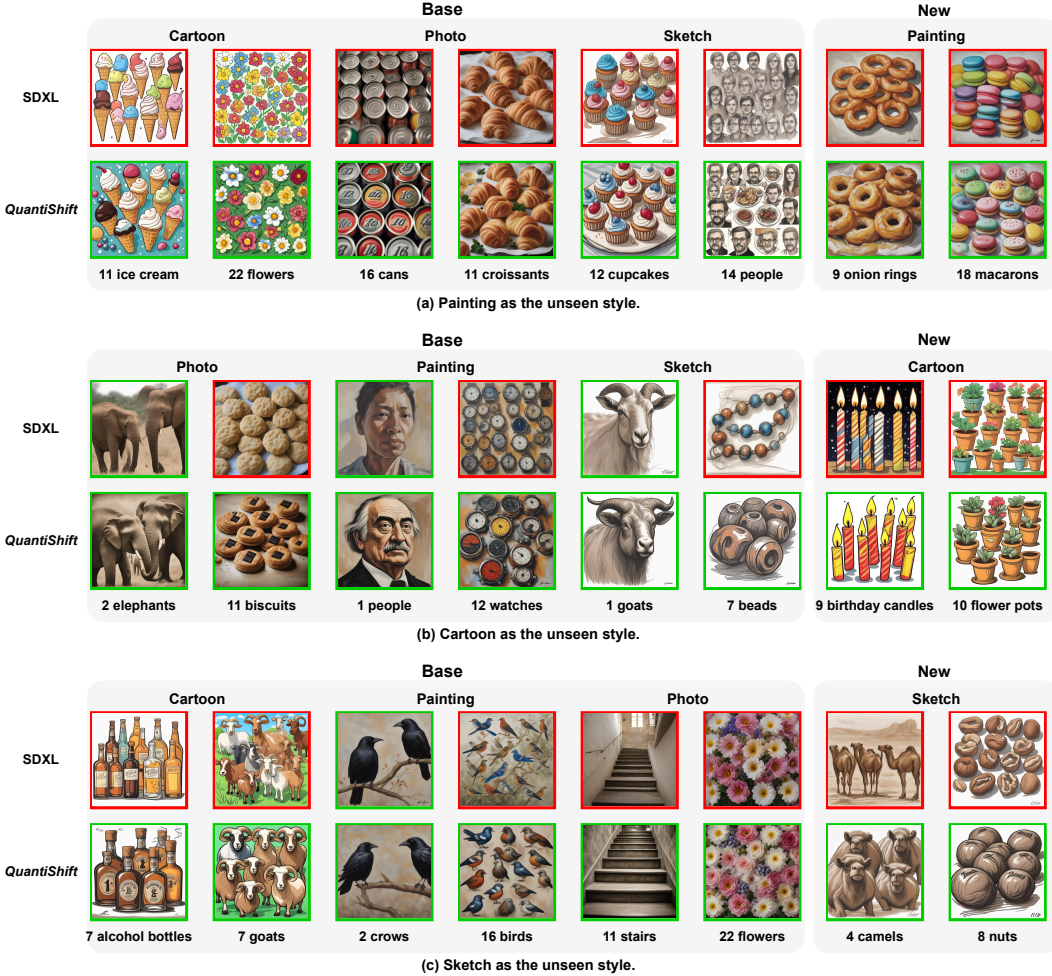 Base
New
Cartoon
Photo
Sketch
Painting
SDXL
QuantiShift
11 ice cream
22 flowers
16 cans
11 croissants
12 cupcakes
14 people
9 onion rings
18 macarons
(a) Painting as the unseen style.
Base
New
Photo
Painting
Sketch
Cartoon
SDXL
QuantiShift
2 elephants
11 biscuits
1 people
12 watches
1 goats
7 beads
9 birthday candles
10 flower pots
(b) Cartoon as the unseen style.
Base
New
Cartoon
Painting
Photo
Sketch
SDXL
QuantiShift
7 alcohol bottles
7 goats
2 crows
16 birds
11 stairs
22 flowers
4 camels
8 nuts
(c) Sketch as the unseen style.